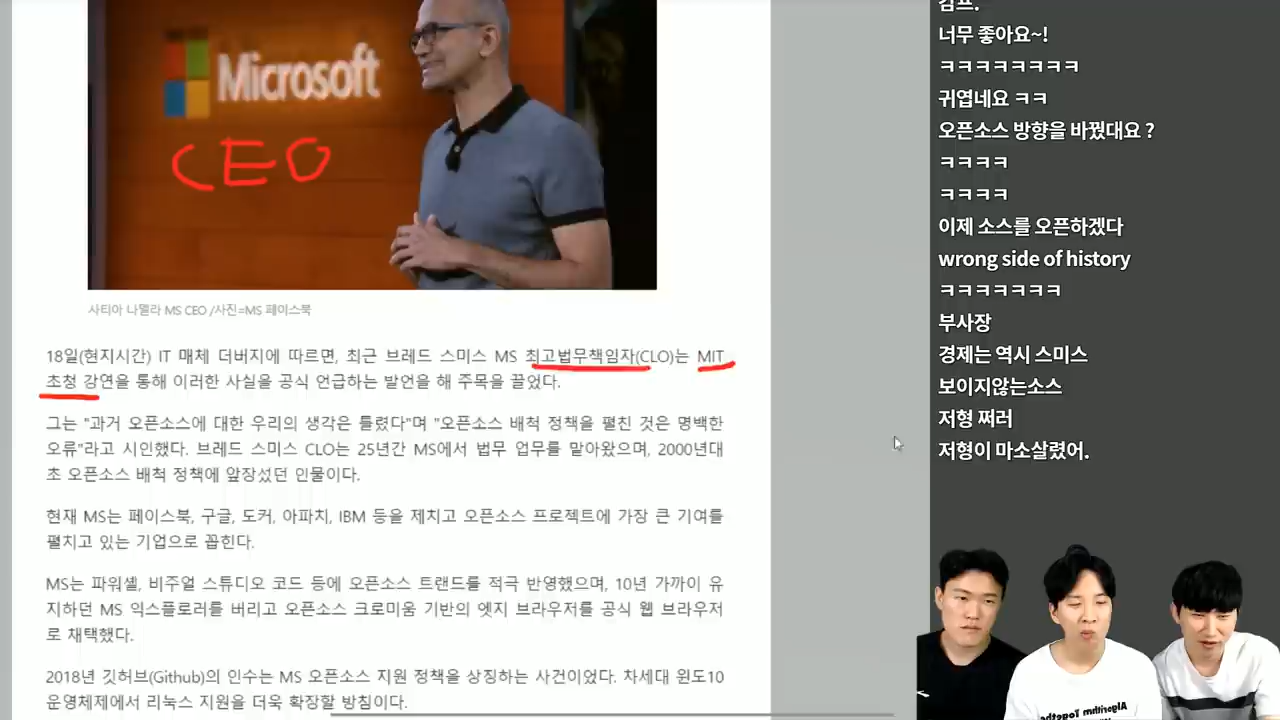 Microsoft
CEO
사티아 나델라 MS CEO /사진=MS 페이스북
18일(현지시간) IT 매체 더버지에 따르면, 최근 브레드 스미스 MS 최고법무책임자(CLO)는 MIT
초청 강연을 통해 이러한 사실을 공식 언급하는 발언을 해 주목을 끌었다.
그는 "과거 오픈소스에 대한 우리의 생각은 틀렸다"며 "오픈소스 배척 정책을 펼친 것은 명백한
오류"라고 시인했다. 브레드 스미스 CLO는 25년간 MS에서 법무 업무를 맡아왔으며, 2000년대
초 오픈소스 배척 정책에 앞장섰던 인물이다.
현재 MS는 페이스북, 구글, 도커, 아파치, IBM 등을 제치고 오픈소스 프로젝트에 가장 큰 기여를
펼치고 있는 기업으로 꼽힌다.
MS는 파워셸, 비주얼 스튜디오 코드 등에 오픈소스 트랜드를 적극 반영했으며, 10년 가까이 유
지하던 MS 익스플로러를 버리고 오픈소스 크로미움 기반의 엣지 브라우저를 공식 웹 브라우저
로 채택했다.
2018년 깃허브(Github)의 인수는 MS 오픈소스 지원 정책을 상징하는 사건이었다. 차세대 윈도10
운영체제에서 리눅스 지원을 더욱 확장할 방침이다.
너무 좋아요~!
ㅋㅋㅋㅋㅋㅋㅋㅋ
귀엽네요 ㅋㅋ
오픈소스 방향을 바꿨대요 ?
ㅋㅋㅋㅋ
ㅋㅋㅋㅋ
이제 소스를 오픈하겠다
wrong side of history
ㅋㅋㅋㅋㅋㅋㅋ
부사장
경제는 역시 스미스
보이지않는소스
저형 쩌러
저형이 마소살렸어.